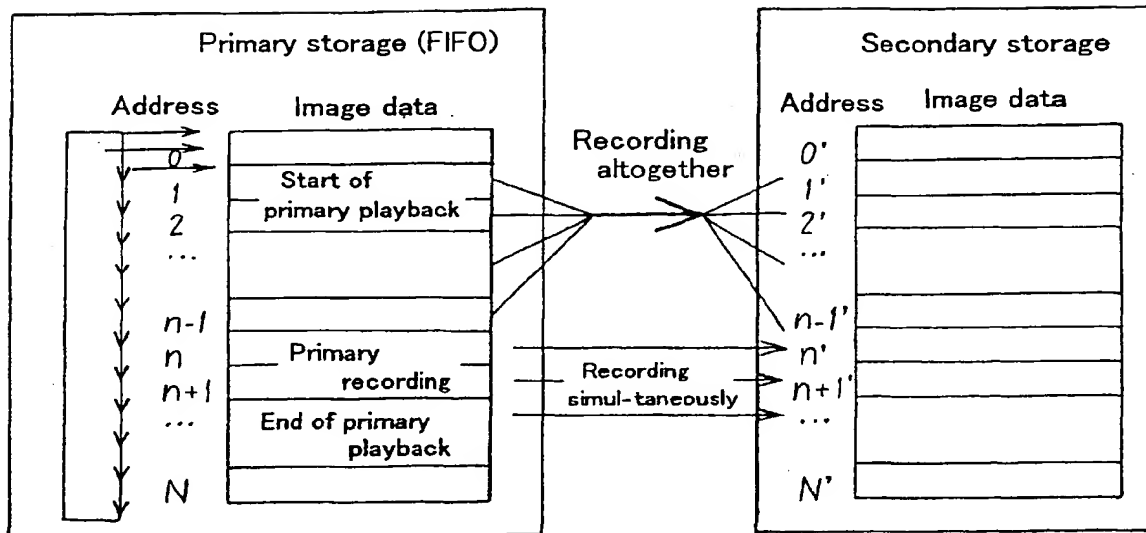 Primary storage (FIFO)
Address
Image data
0
1
2
...
n-1
n
n+1
...
N
Start of
primary playback
Primary
recording
End of primary
playback
Recording
altogether
Recording
simul-taneously
Secondary storage
Address
Image data
0'
1'
2'
...
n-1'
n'
n+1'
...
N'